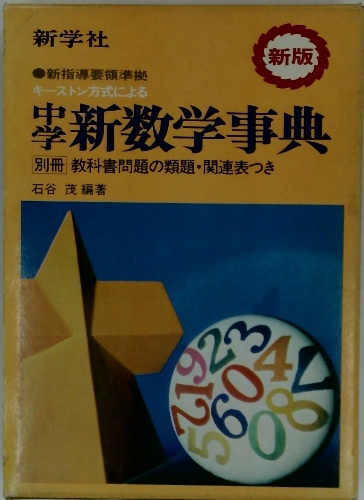 新学社
新版
●新指導要領準拠
キーストン方式による
中学新数学事典
別冊 教科書問題の類題・関連表つき
石谷 茂 編著